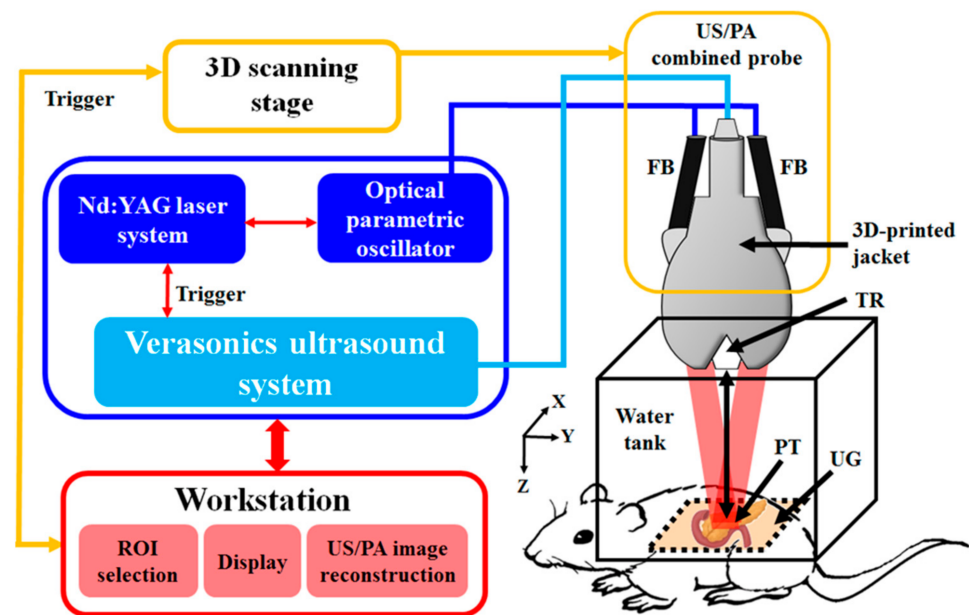 US/PA
combined probe
3D scanning
stage
Trigger
FB
FB
Nd:YAG laser
system
Optical
parametric
oscillator
3D-printed
jacket
Trigger
TR
Verasonics ultrasound
system
Water
tank
X
Y
Z
PT
UG
Workstation
ROI
selection
Display
US/PA image
reconstruction